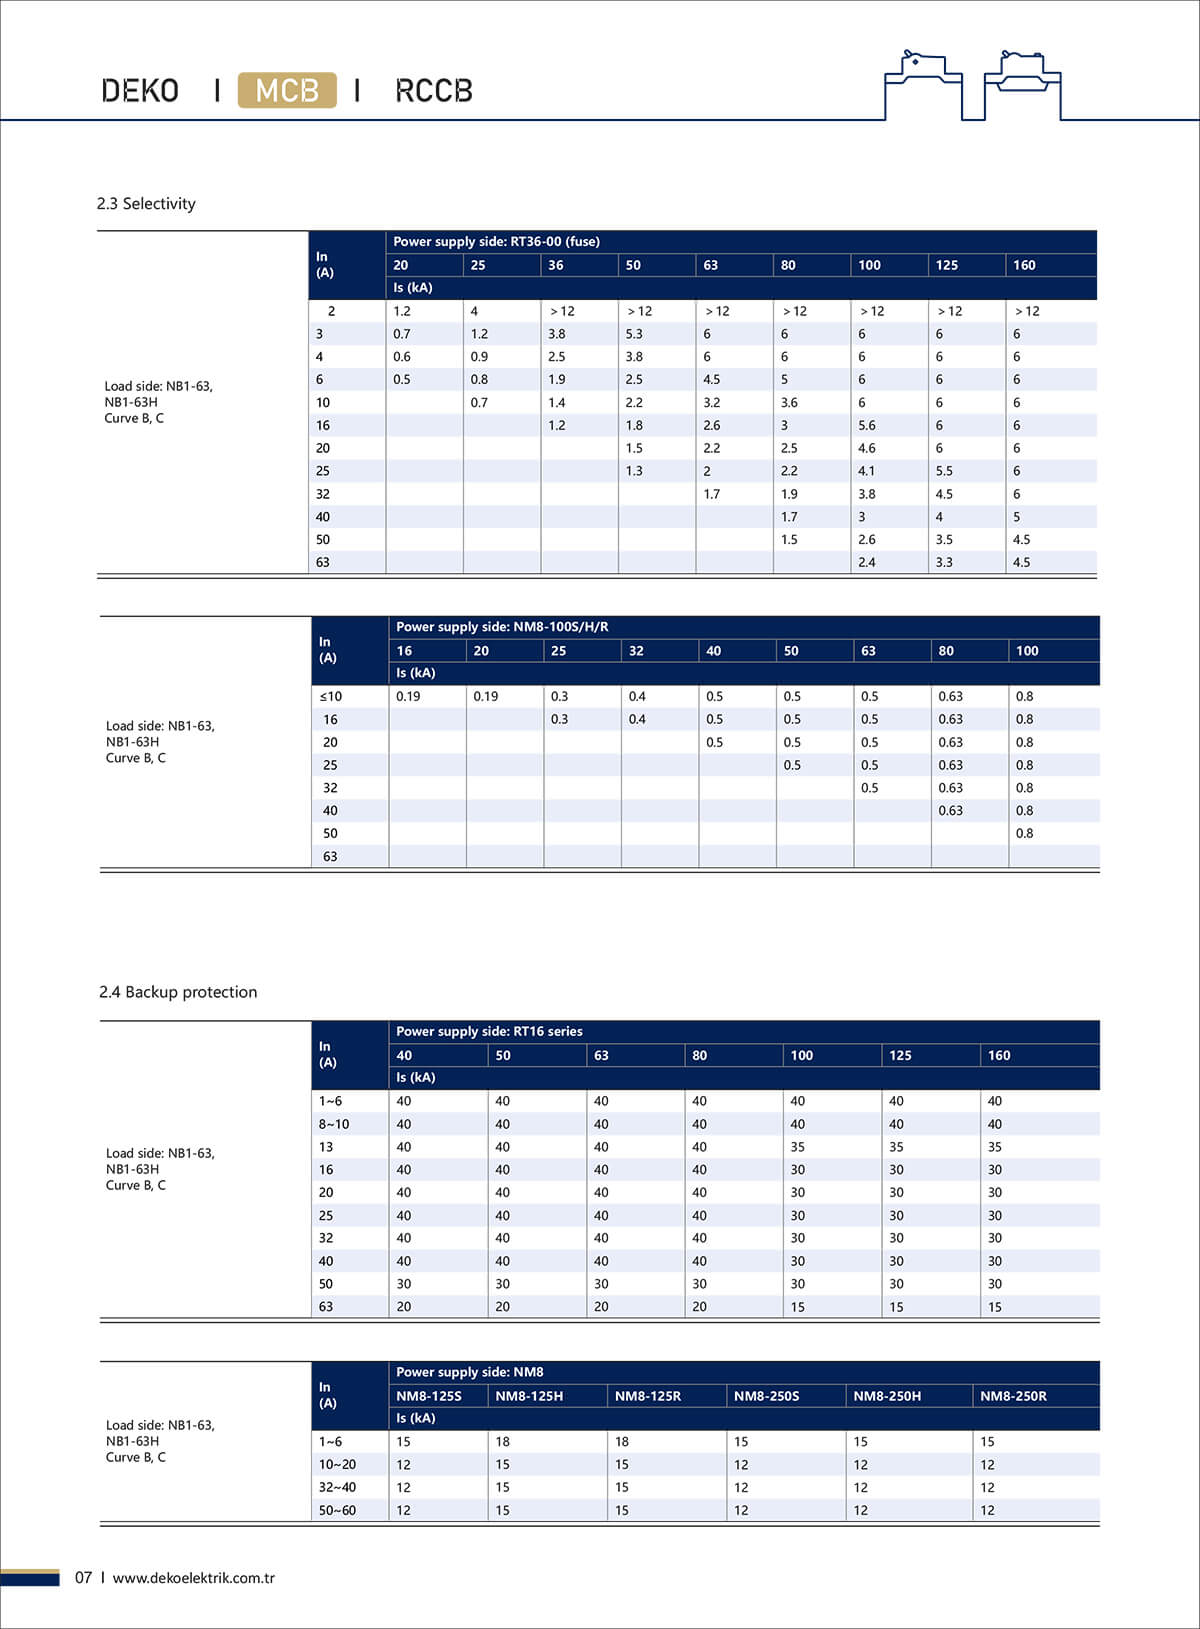 DEKO | MCB | RCCB
2.3 Selectivity
In
(A)
Power supply side: RT36-00 (fuse)
20 25 36 50 63 80 100 125 160
Is (kA)
Load side: NB1-63,
NB1-63H
Curve B, C
2 1.2 4 > 12 > 12 > 12 > 12 > 12 > 12 > 12
3 0.7 1.2 3.8 5.3 6 6 6 6 6
4 0.6 0.9 2.5 3.8 6 6 6 6 6
6 0.5 0.8 1.9 2.5 4.5 5 6 6 6
10 0.7 1.4 2.2 3.2 3.6 6 6 6
16 1.2 1.8 2.6 3 5.6 6 6
20 1.5 2.2 2.5 4.6 6 6
25 1.3 2 2.2 4.1 5.5 6
32 1.7 1.9 3.8 4.5 6
40 1.7 3 4 5
50 1.5 2.6 3.5 4.5
63 2.4 3.3 4.5
In
(A)
Power supply side: NM8-100S/H/R
16 20 25 32 40 50 63 80 100
Is (kA)
Load side: NB1-63,
NB1-63H
Curve B, C
≤10 0.19 0.19 0.3 0.4 0.5 0.5 0.5 0.63 0.8
16 0.3 0.4 0.5 0.5 0.5 0.63 0.8
20 0.5 0.5 0.5 0.63 0.8
25 0.5 0.5 0.63 0.8
32 0.5 0.63 0.8
40 0.63 0.8
50 0.8
63
2.4 Backup protection
In
(A)
Power supply side: RT16 series
40 50 63 80 100 125 160
Is (kA)
Load side: NB1-63,
NB1-63H
Curve B, C
1~6 40 40 40 40 40 40 40
8~10 40 40 40 40 40 40 40
13 40 40 40 40 35 35 35
16 40 40 40 40 30 30 30
20 40 40 40 40 30 30 30
25 40 40 40 40 30 30 30
32 40 40 40 40 30 30 30
40 40 40 40 40 30 30 30
50 30 30 30 30 30 30 30
63 20 20 20 20 15 15 15
In
(A)
Power supply side: NM8
NM8-125S NM8-125H NM8-125R NM8-250S NM8-250H NM8-250R
Is (kA)
Load side: NB1-63,
NB1-63H
Curve B, C
1~6 15 18 18 15 15 15
10~20 12 15 15 12 12 12
32~40 12 15 15 12 12 12
50~60 12 15 15 12 12 12
07 | www.dekoelektrik.com.tr